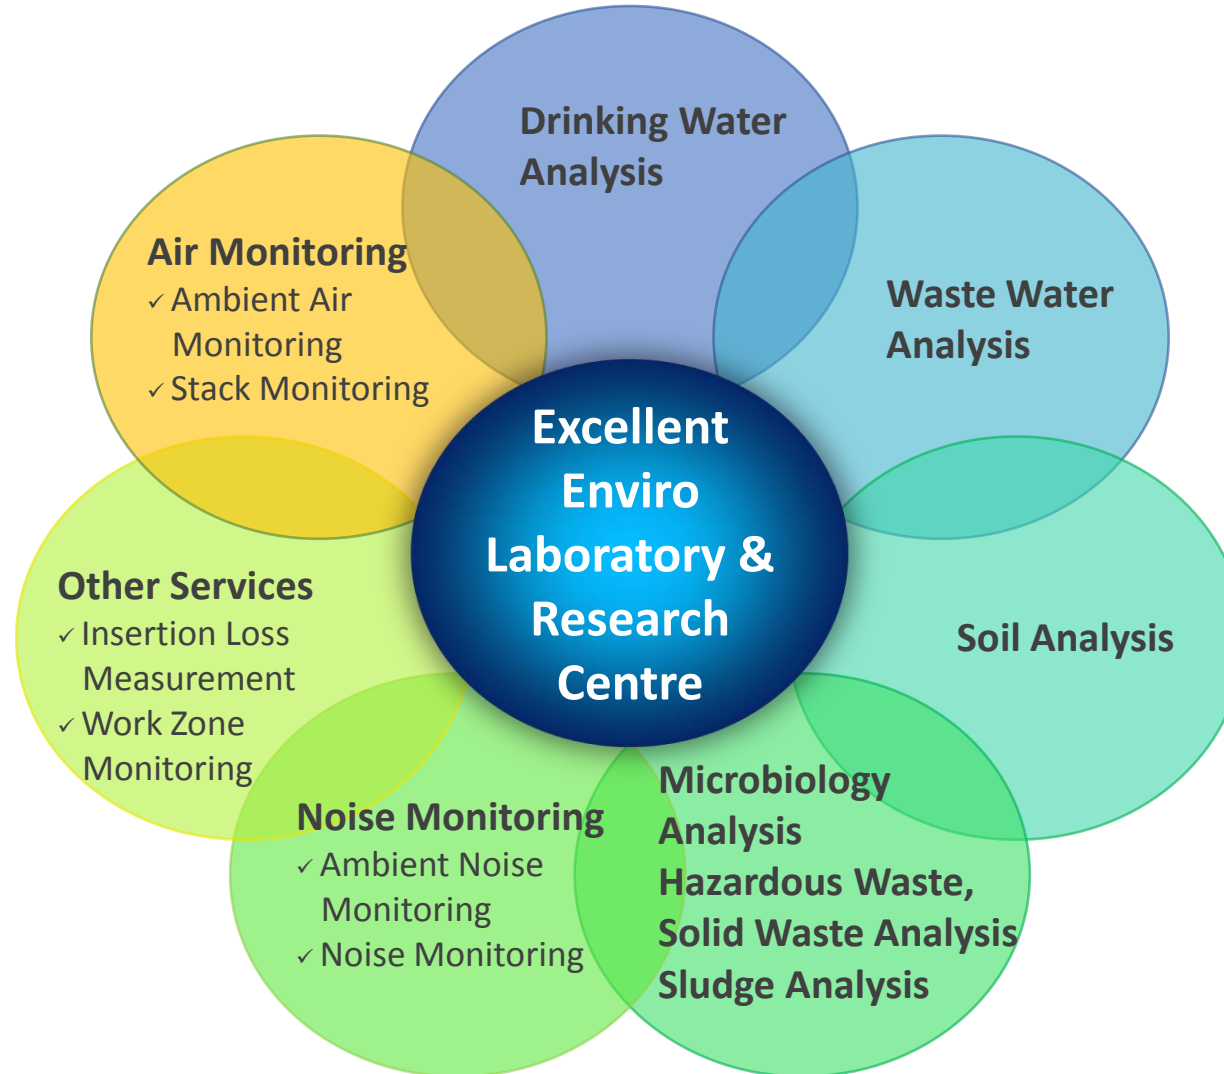 Drinking Water
Analysis
Waste Water
Analysis
Soil Analysis
Microbiology
Analysis
Hazardous Waste,
Solid Waste Analysis
Sludge Analysis
Noise Monitoring
✓ Ambient Noise
Monitoring
✓ Noise Monitoring
Other Services
✓ Insertion Loss
Measurement
✓ Work Zone
Monitoring
Air Monitoring
✓ Ambient Air
Monitoring
✓ Stack Monitoring
Excellent
Enviro
Laboratory &
Research
Centre